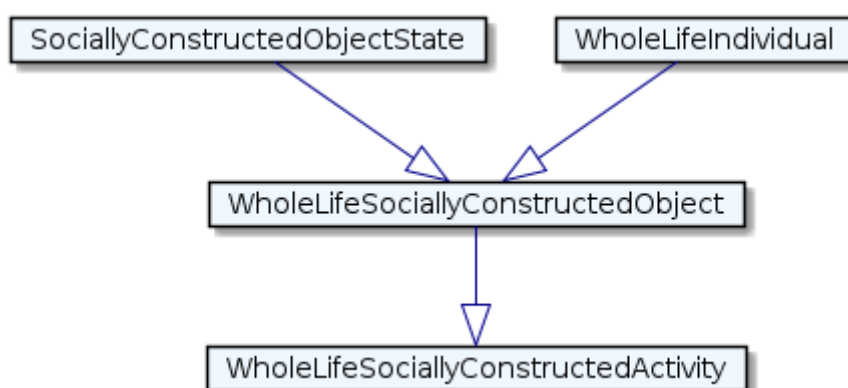 SociallyConstructedObjectState
WholeLifeIndividual
WholeLifeSociallyConstructedObject
WholeLifeSociallyConstructedActivity